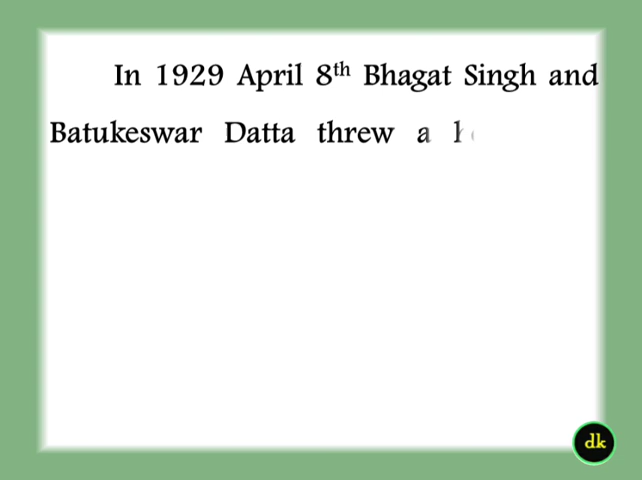 In 1929 April 8th Bhagat Singh and
Batukeswar Datta threw a
dk